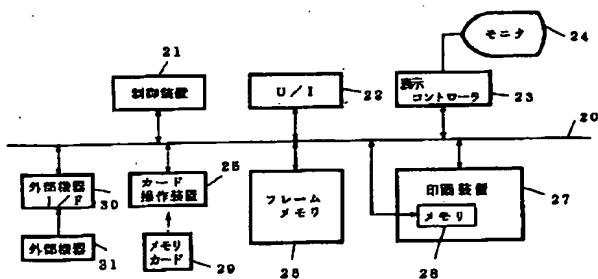 21
制御装置
U/I
22
表示
コントローラ
23
モニタ
24
20
外部機器
I/F
30
カード
操作装置
25
フレーム
メモリ
25
印刷装置
27
メモリ
28
外部機器
31
メモリ
カード
29